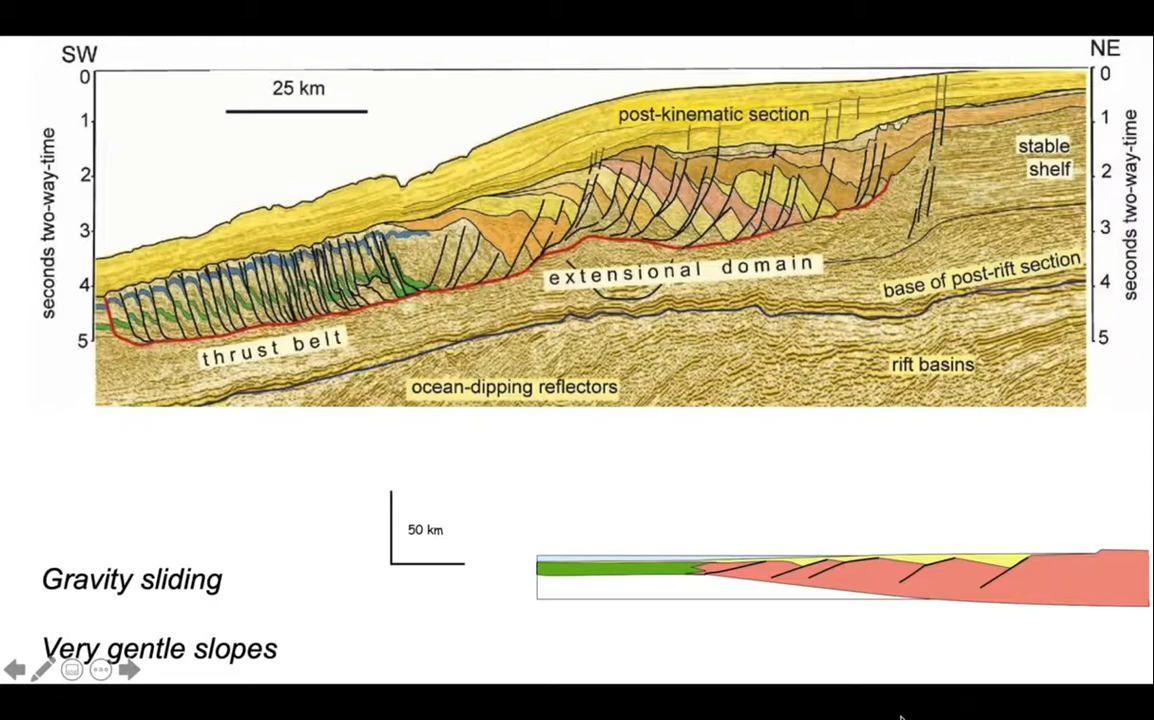 SW
NE
25 km
post-kinematic section
stable
shelf
extensional domain
base of post-rift section
thrust belt
rift basins
ocean-dipping reflectors
seconds two-way-time
0
1
2
3
4
5
seconds two-way-time
0
1
2
3
4
5
50 km
Gravity sliding
Very gentle slopes